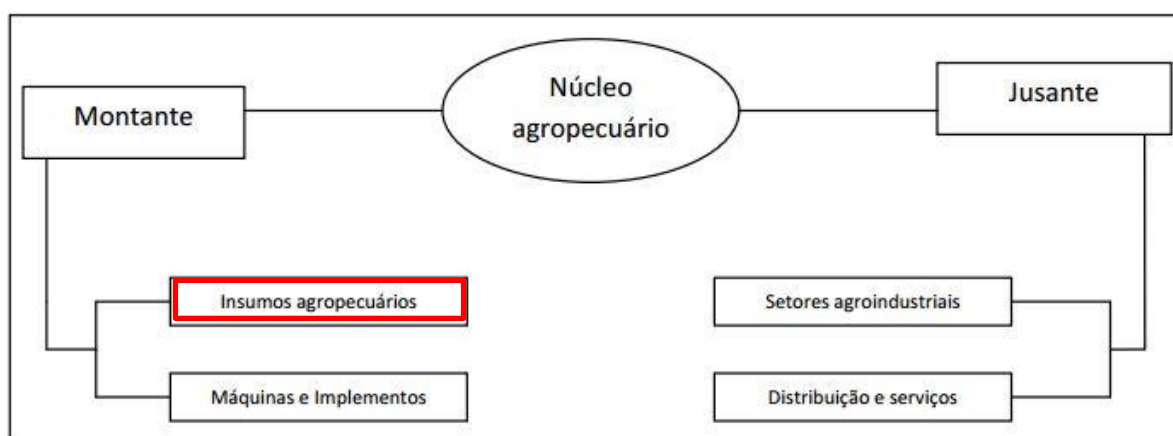 Montante
Núcleo
agropecuário
Jusante
Insumos agropecuários
Setores agroindustriais
Máquinas e Implementos
Distribuição e serviços